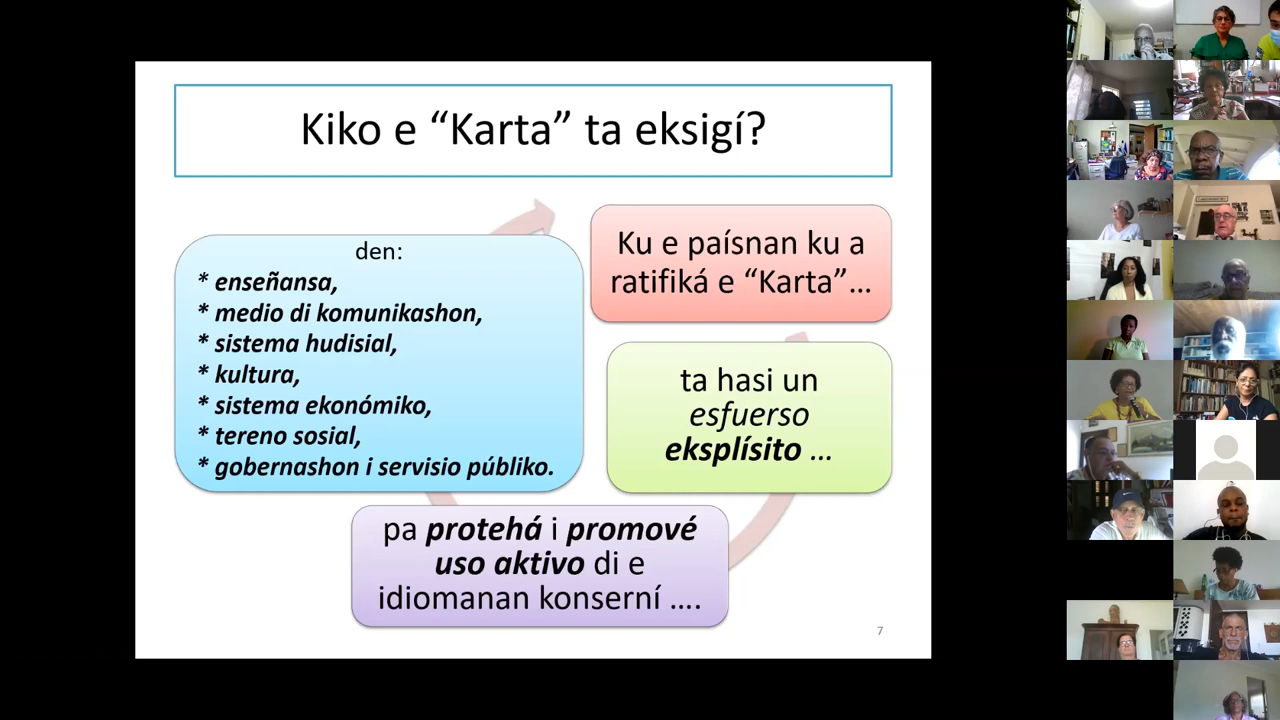 Kiko e “Karta” ta eksigí?
Ku e paísnan ku a
ratifiká e “Karta”…
ta hasi un
esfuerso
eksplísito …
pa protehá i promové
uso aktivo di e
idiomanan konserní ….
den:
* enseñansa,
* medio di komunikashon,
* sistema hudisial,
* kultura,
* sistema ekonómiko,
* tereno sosial,
* gobernashon i servisio públiko.
7